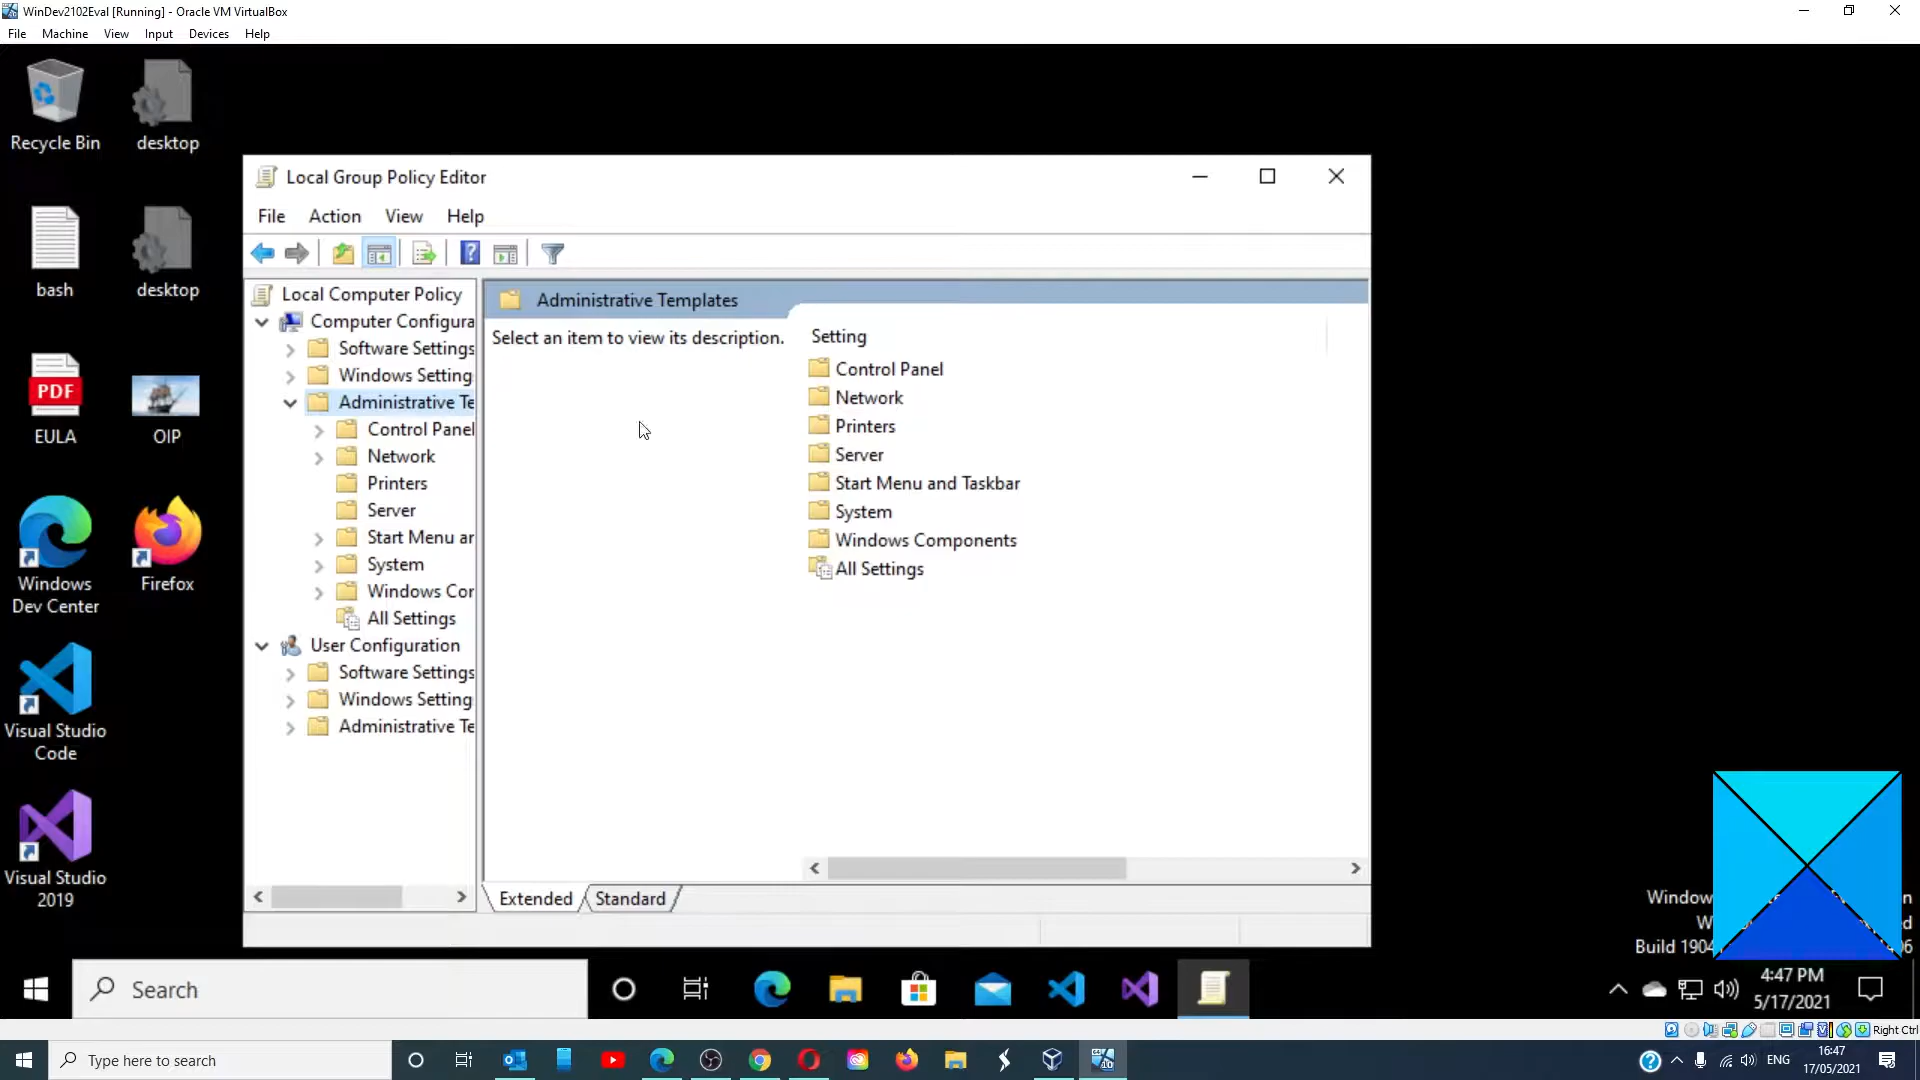 WinDev2102Eval [Running] - Oracle VM VirtualBox
File Machine View Input Devices Help
Recycle Bin
desktop
bash
desktop
PDF
EULA
OIP
Windows
Dev Center
Firefox
Visual Studio
Code
Visual Studio
2019
Local Group Policy Editor
File Action View Help
Local Computer Policy
Computer Configura
Software Settings
Windows Setting
Administrative Te
Control Panel
Network
Printers
Server
Start Menu ar
System
Windows Cor
All Settings
User Configuration
Software Settings
Windows Setting
Administrative Te
Administrative Templates
Select an item to view its description.
Setting
Control Panel
Network
Printers
Server
Start Menu and Taskbar
System
Windows Components
All Settings
Extended Standard
Window
Build 1904
Search
4:47 PM
5/17/2021
Right Ctrl
Type here to search
ENG
16:47
17/05/2021